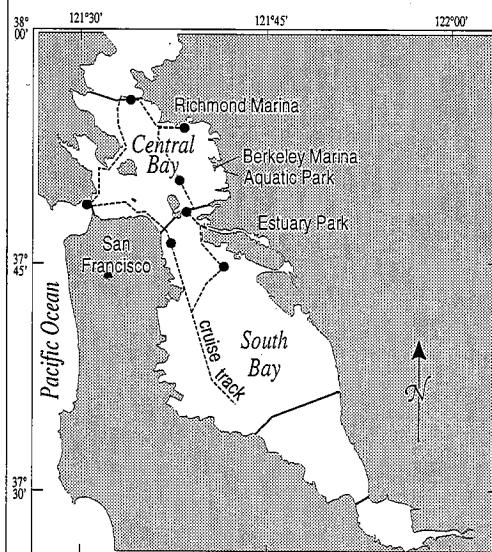 121°30' 121°45' 122°00'
38°
00'
Richmond Marina
Central
Bay
Berkeley Marina
Aquatic Park
Estuary Park
San
Francisco
37°
45'
Pacific Ocean
South
Bay
cruise track
N
37°
30'